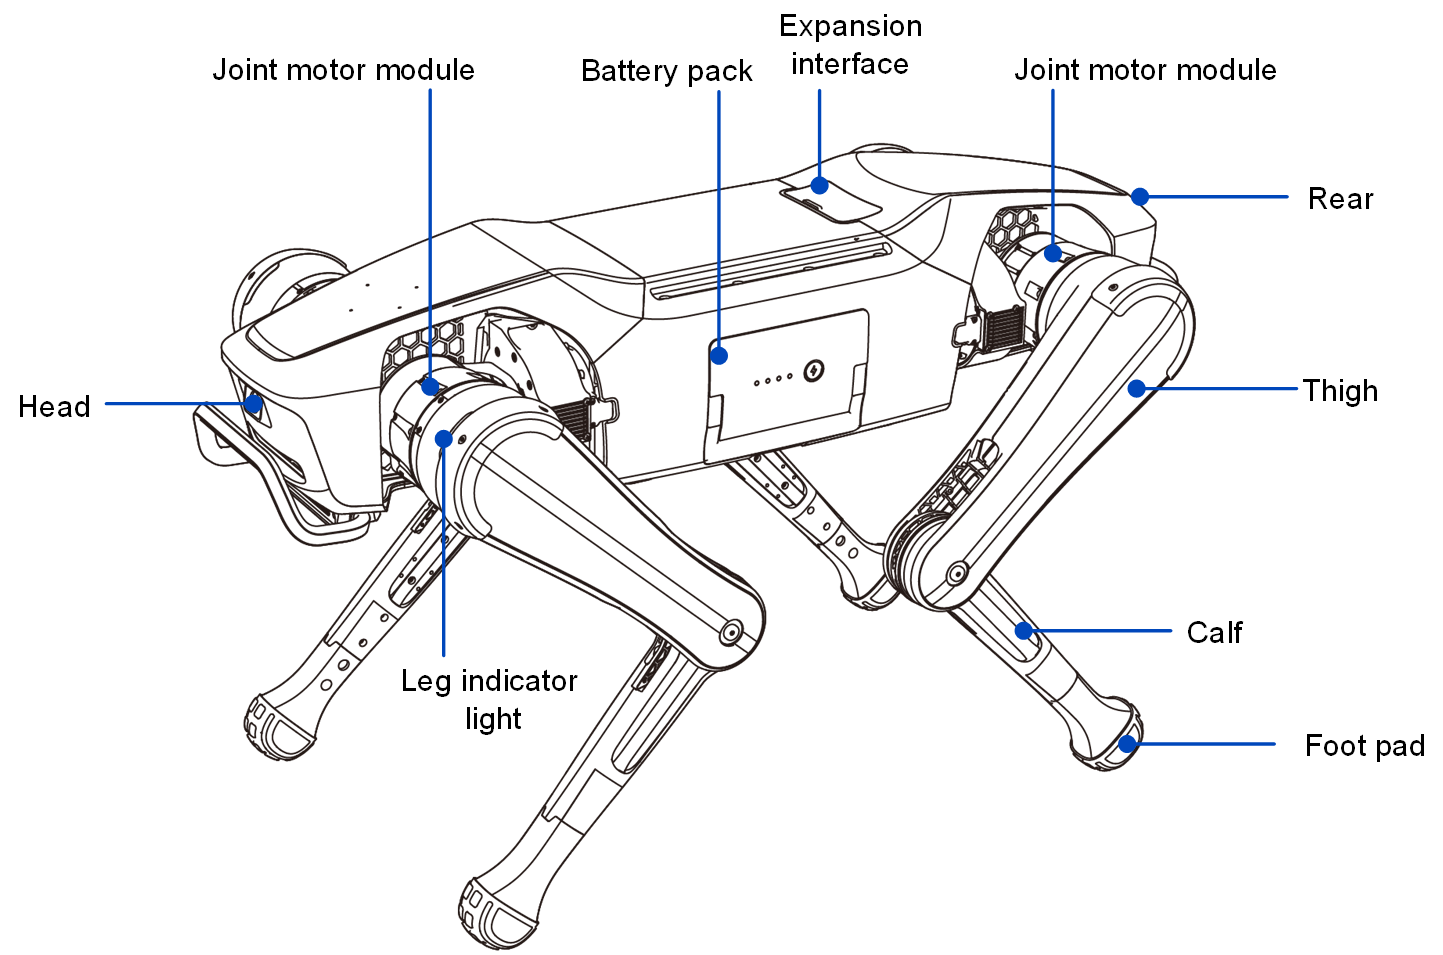 Expansion
interface
Joint motor module
Battery pack
Joint motor module
Rear
Thigh
Head
Calf
Leg indicator
light
Foot pad